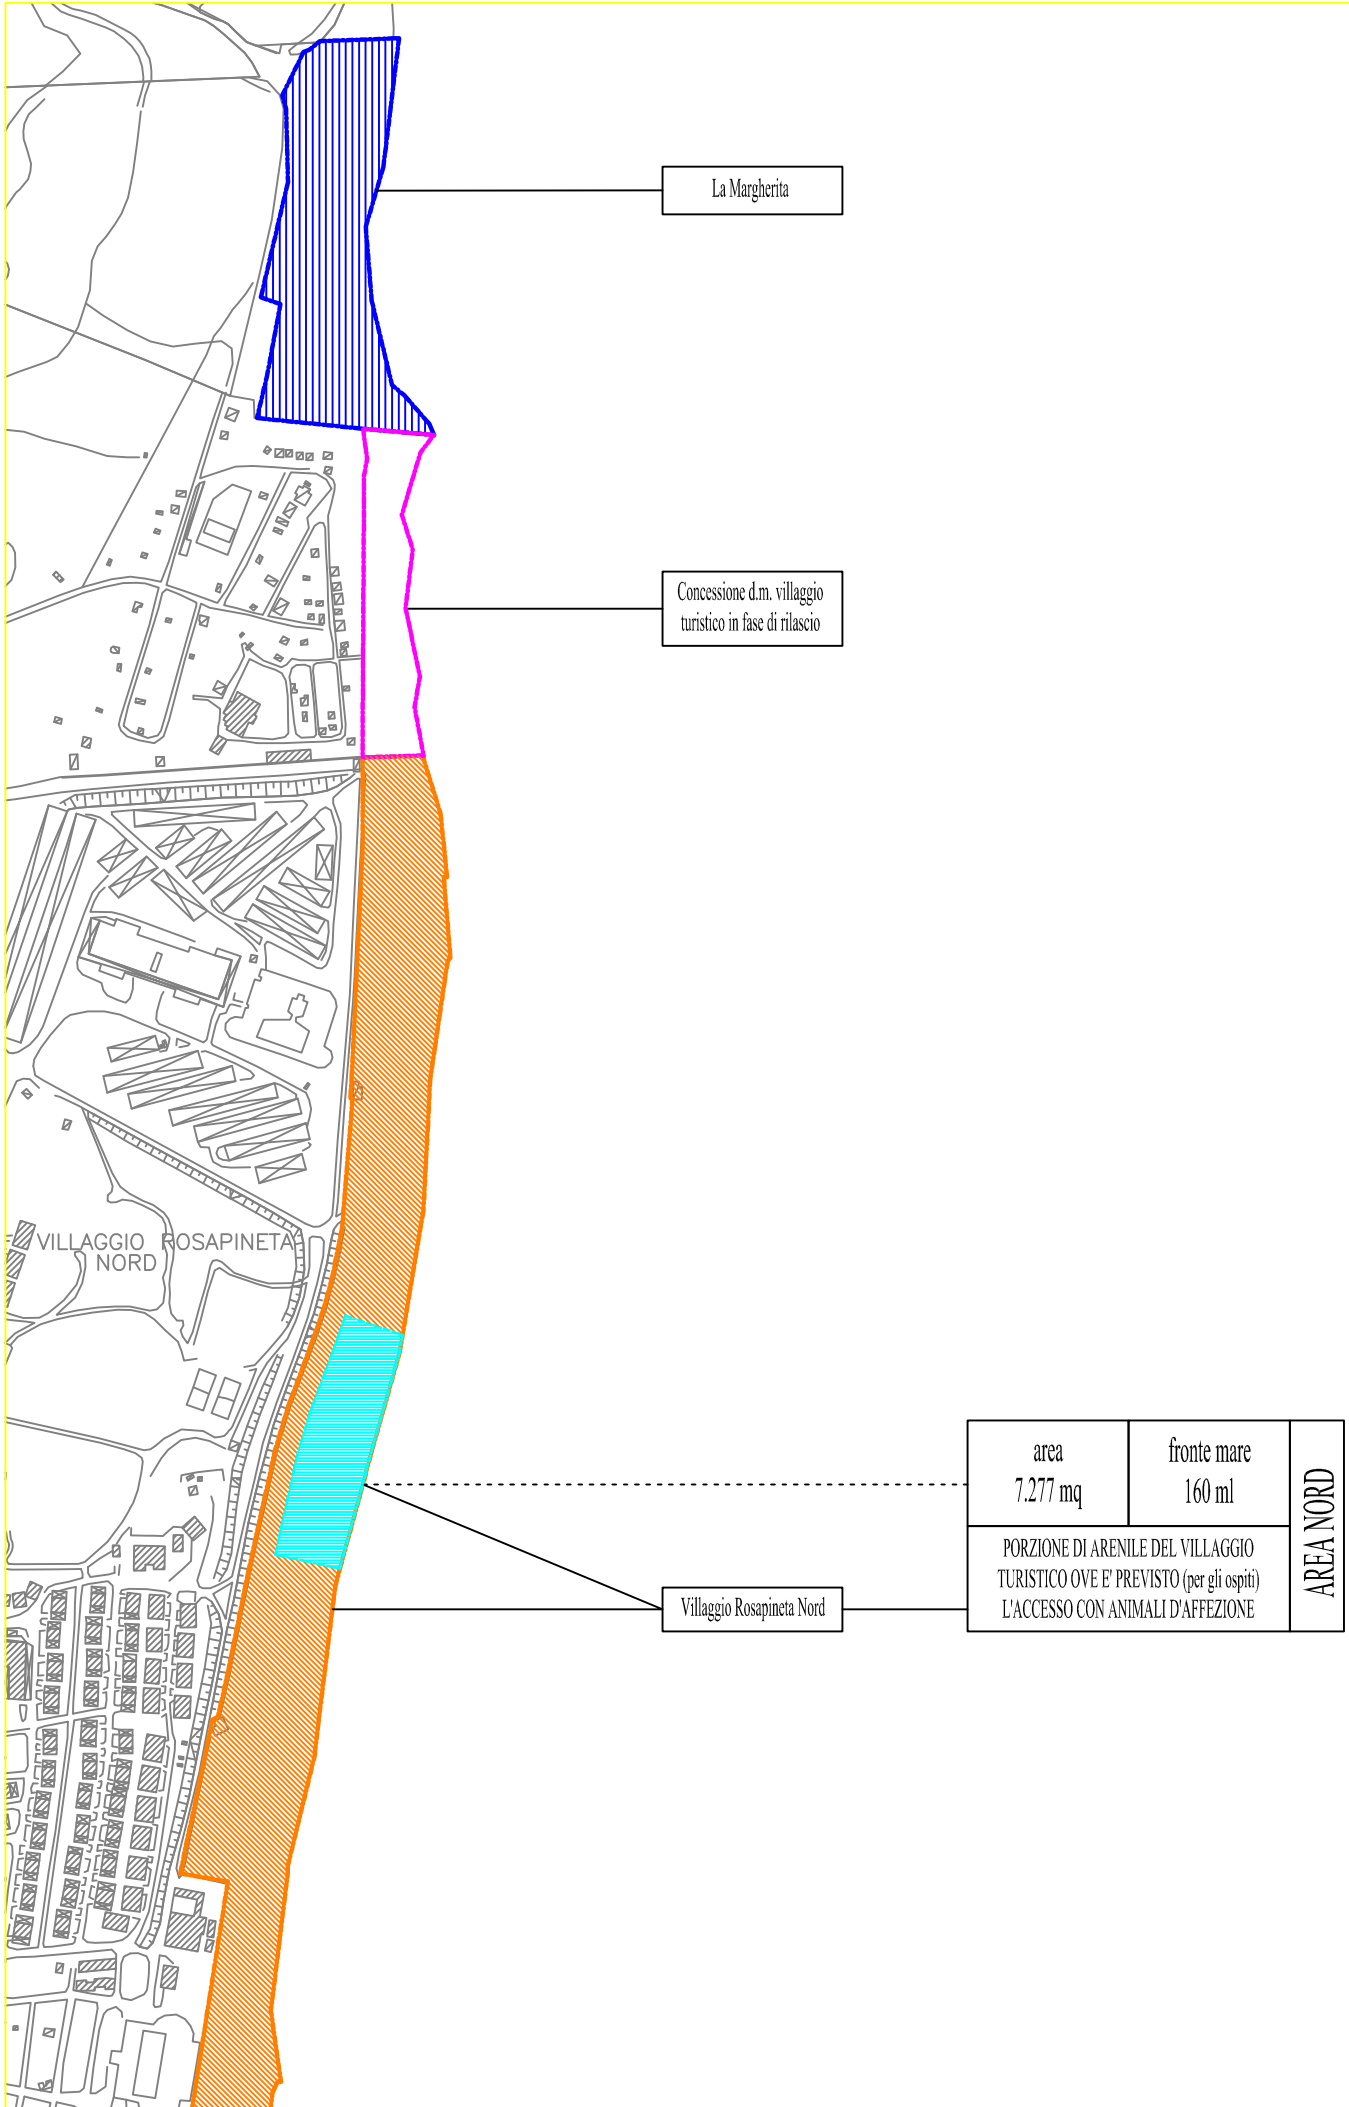 La Margherita
Concessione d.m. villaggio
turistico in fase di rilascio
VILLAGGIO ROSAPINETA
NORD
area
7.277 mq
fronte mare
160 ml
AREA NORD
PORZIONE DI ARENILE DEL VILLAGGIO
TURISTICO OVE E' PREVISTO (per gli ospiti)
L'ACCESSO CON ANIMALI D'AFFEZIONE
Villaggio Rosapineta Nord